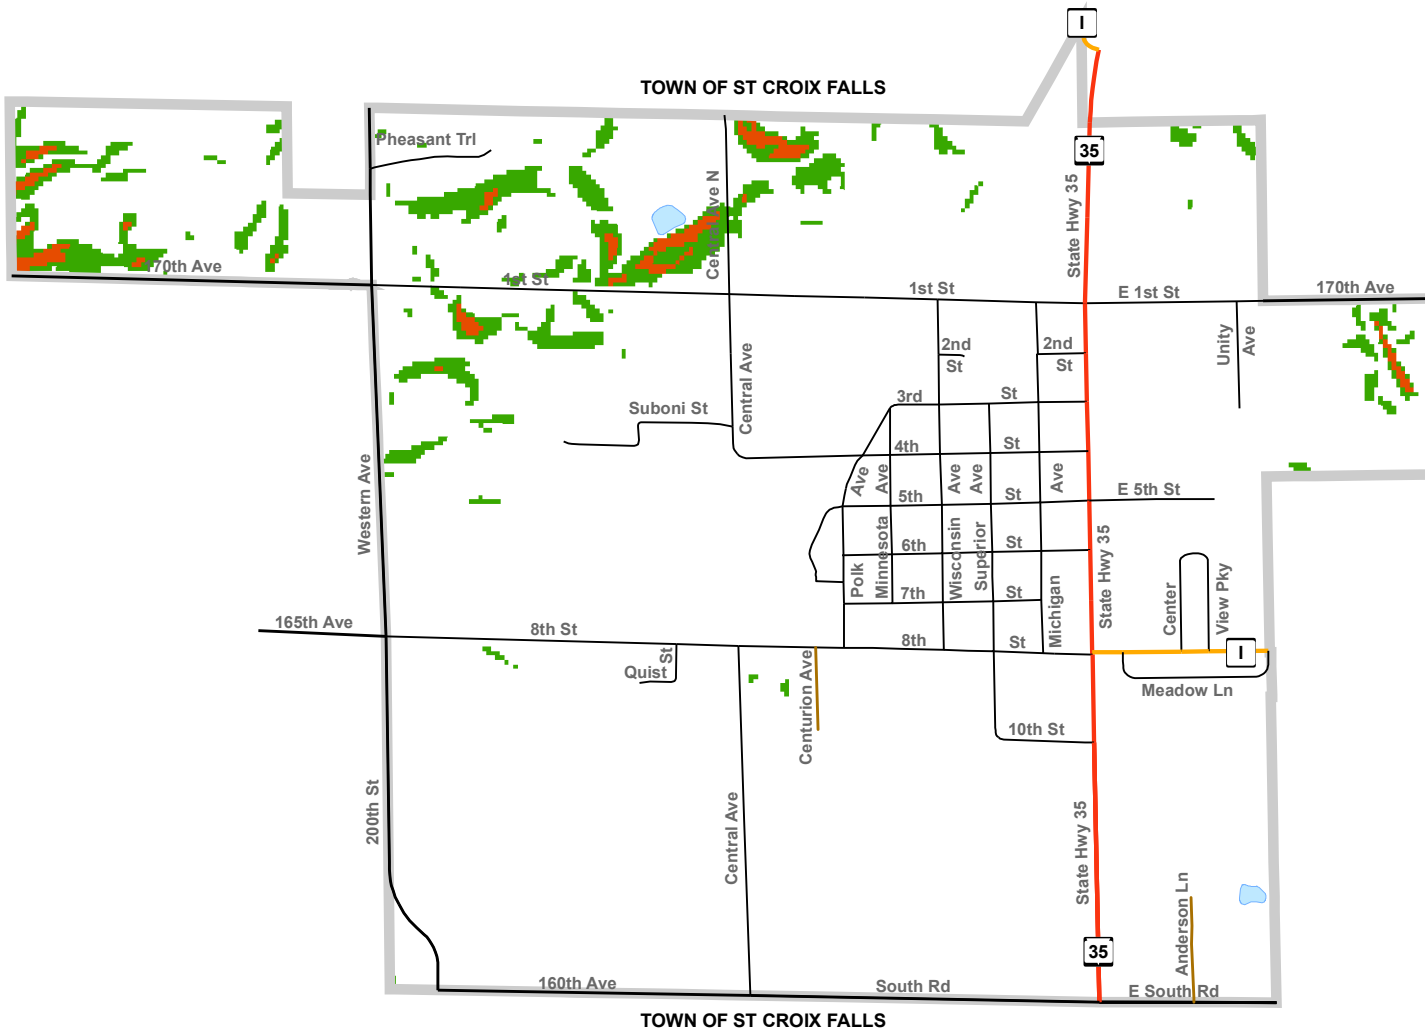 I
TOWN OF ST CROIX FALLS
Pheasant Trl
35
Central Ave N
State Hwy 35
170th Ave
1st St
1st St
E 1st St
170th Ave
2nd
St
2nd
St
Unity
Ave
3rd St
Suboni St
Central Ave
4th St
Western Ave
Ave
Ave
Ave
Ave
Ave
5th St
E 5th St
Polk
Minnesota
Wisconsin
Superior
Michigan
6th St
State Hwy 35
7th St
Center
View Pky
165th Ave
8th St
8th St
I
Quist
St
Meadow Ln
Centurion Ave
10th St
200th St
Central Ave
State Hwy 35
Anderson Ln
35
160th Ave
South Rd
E South Rd
TOWN OF ST CROIX FALLS